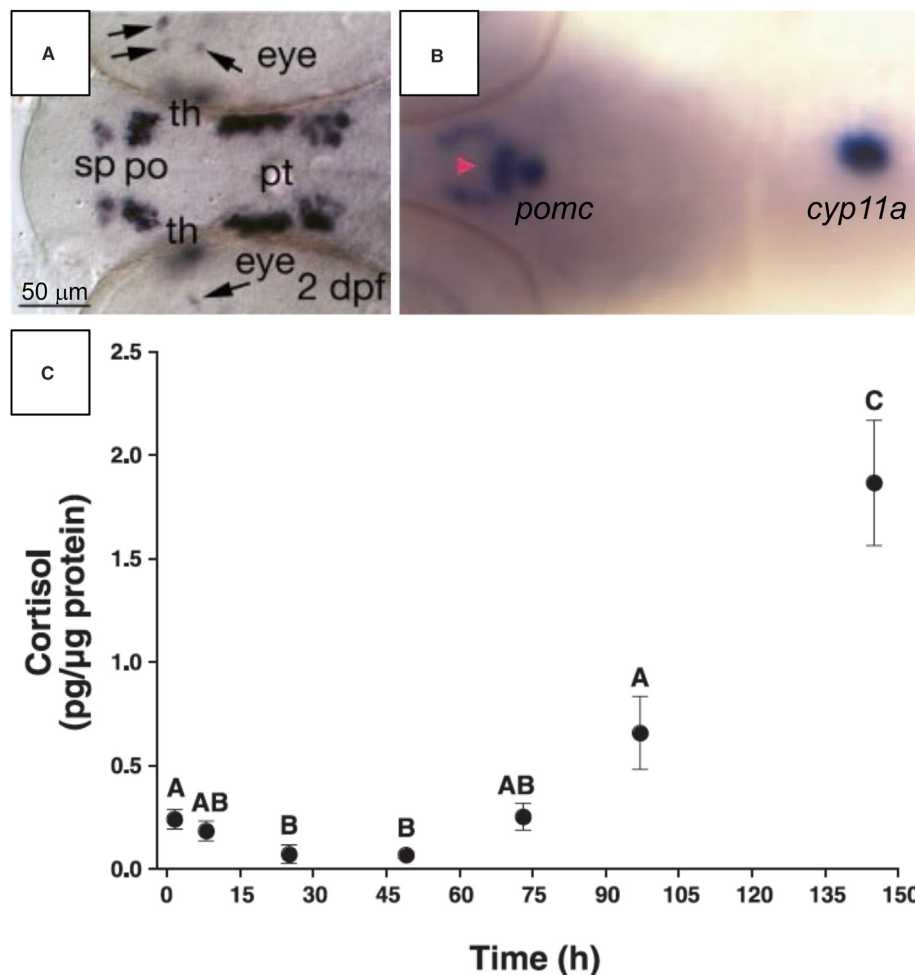 A
B
eye
th
sp po
pt
th
eye
2 dpf
50 μm
pomc
cyp11a
C
2.5
2.0
1.5
1.0
0.5
0.0
Cortisol
(pg/μg protein)
A
AB
B
B
AB
A
C
0 15 30 45 60 75 90 105 120 135 150
Time (h)